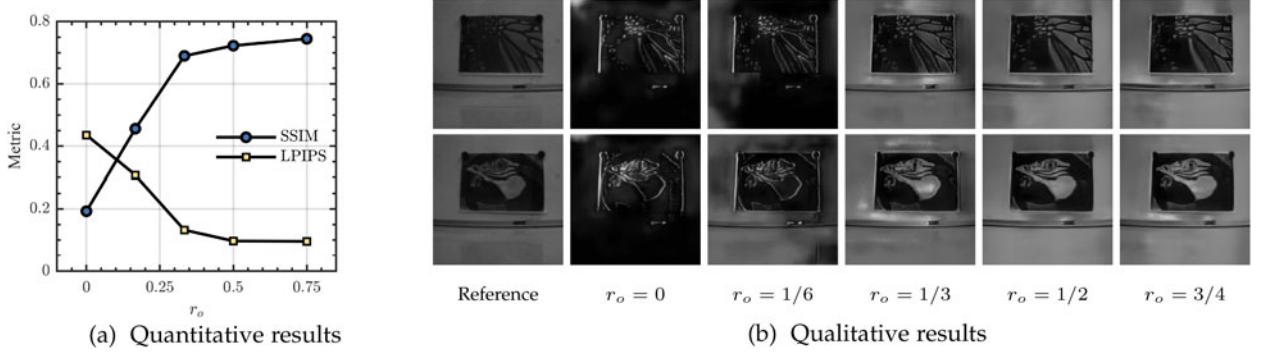 0.8
0.6
0.4
0.2
0
Metric
SSIM
LPIPS
0 0.25 0.5 0.75
r_o
(a) Quantitative results
Reference r_o = 0 r_o = 1/6 r_o = 1/3 r_o = 1/2 r_o = 3/4
(b) Qualitative results